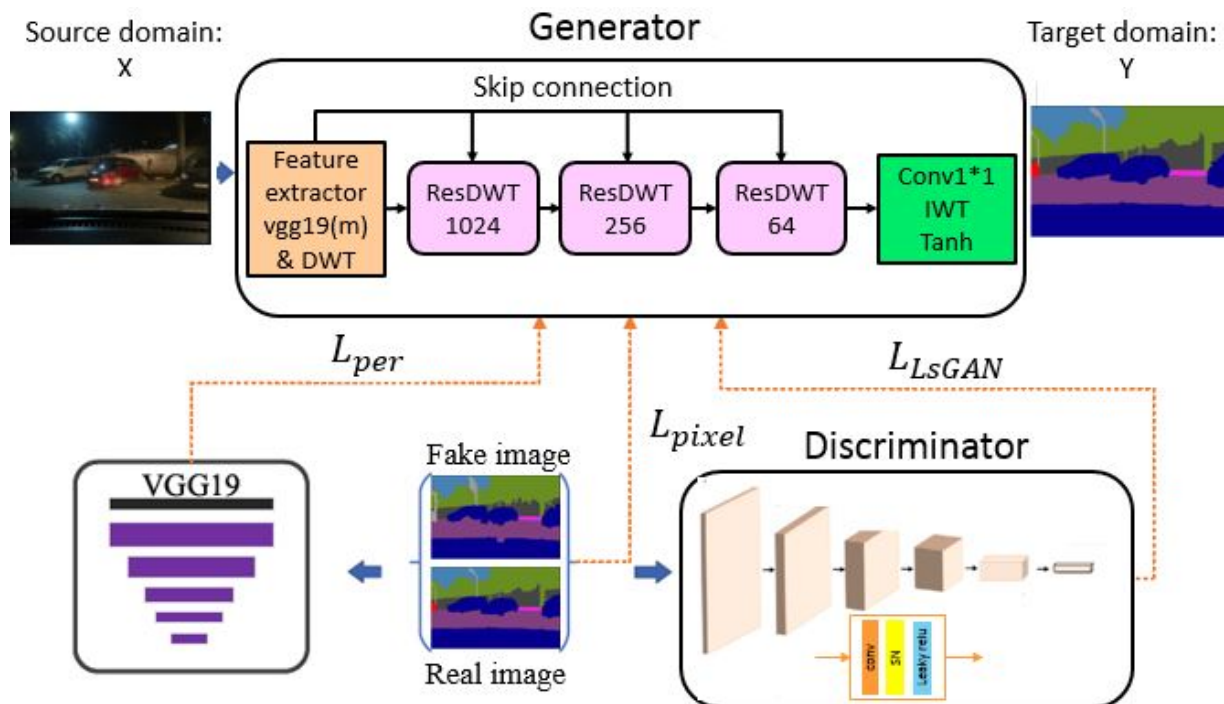 Source domain:
X
Generator
Target domain:
Y
Skip connection
Feature
extractor
vgg19(m)
& DWT
ResDWT
1024
ResDWT
256
ResDWT
64
Conv1*1
IWT
Tanh
L_per
L_LsGAN
L_pixel
Discriminator
VGG19
Fake image
Real image
conv
SN
Leaky relu